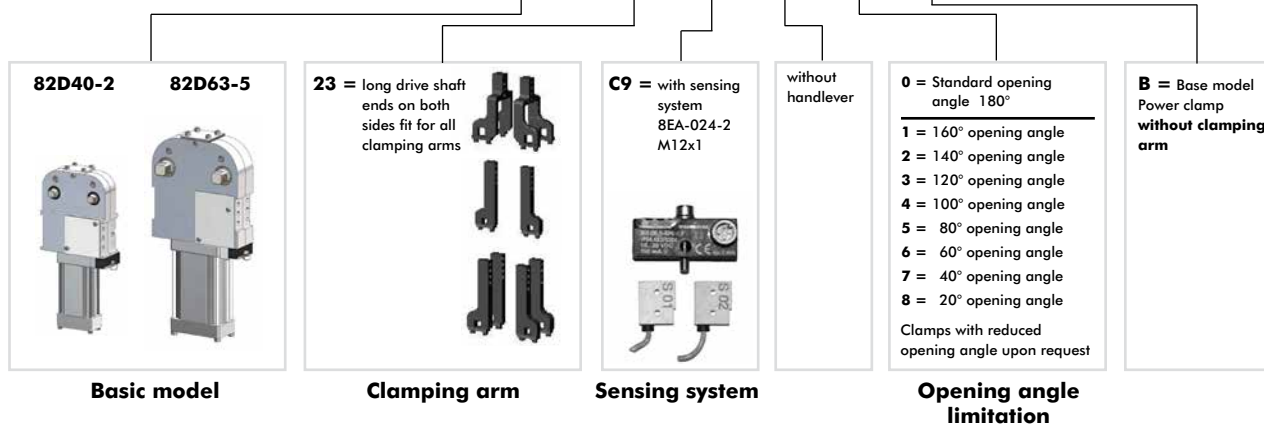 82D40-2 82D63-5
23 = long drive shaft
ends on both
sides fit for all
clamping arms
C9 = with sensing
system
8EA-024-2
M12x1
S 01
S 02
without
handlever
0 = Standard opening
angle 180°
1 = 160° opening angle
2 = 140° opening angle
3 = 120° opening angle
4 = 100° opening angle
5 = 80° opening angle
6 = 60° opening angle
7 = 40° opening angle
8 = 20° opening angle
Clamps with reduced
opening angle upon request
B = Base model
Power clamp
without clamping
arm
Basic model
Clamping arm
Sensing system
Opening angle
limitation